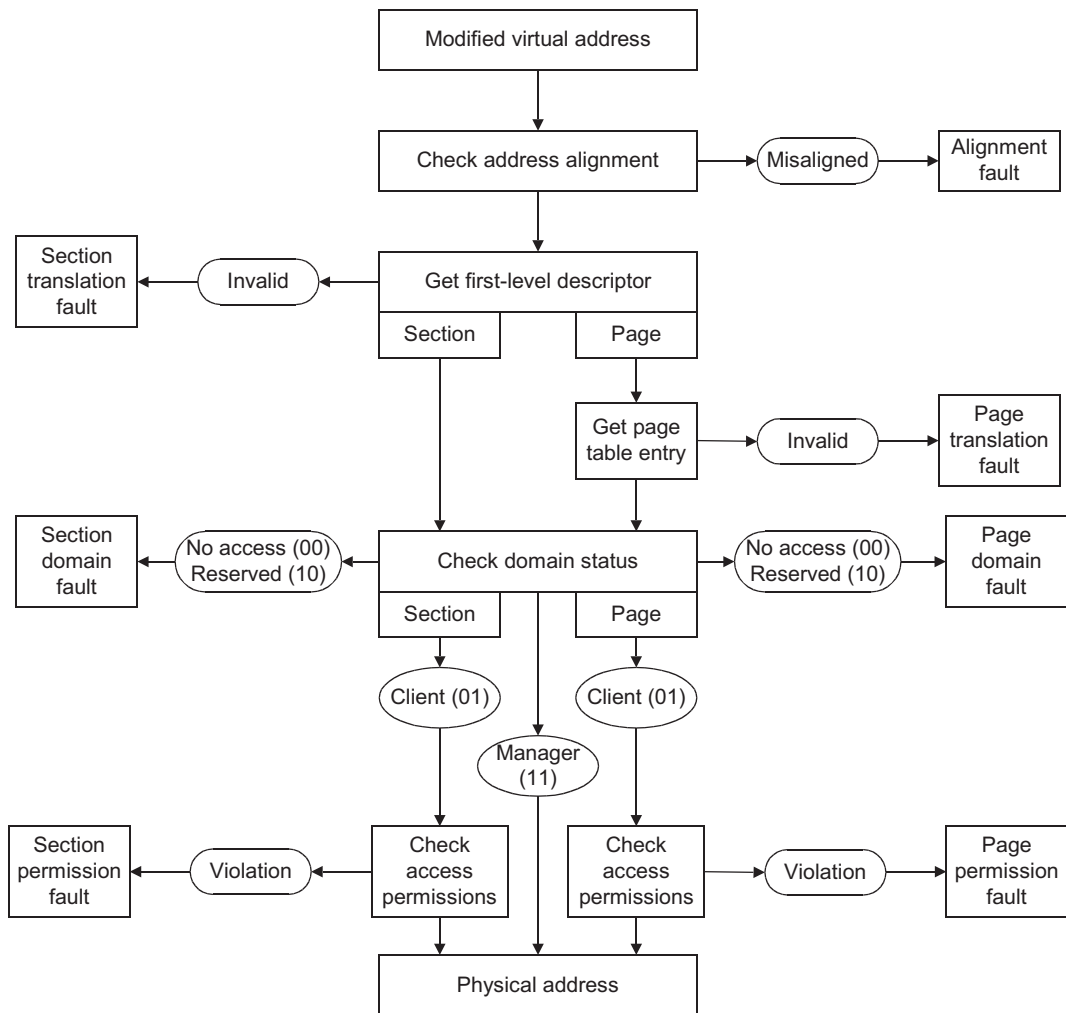 Modified virtual address
Check address alignment
Misaligned
Alignment
fault
Section
translation
fault
Invalid
Get first-level descriptor
Section
Page
Get page
table entry
Invalid
Page
translation
fault
Section
domain
fault
No access (00)
Reserved (10)
Check domain status
No access (00)
Reserved (10)
Page
domain
fault
Section
Page
Client (01)
Client (01)
Manager
(11)
Section
permission
fault
Violation
Check
access
permissions
Check
access
permissions
Violation
Page
permission
fault
Physical address